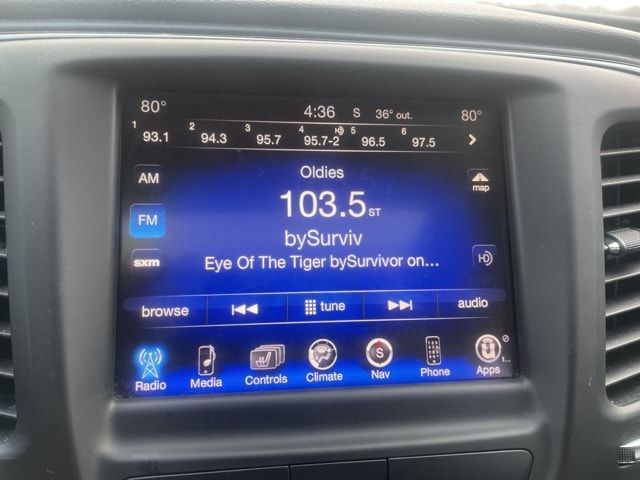 80° 4:36 S 36° out. 80°
1 93.1 2 94.3 3 95.7 4 95.7-2 HD 5 96.5 6 97.5
AM Oldies map
FM 103.5 ST
bySurviv
sxm Eye Of The Tiger bySurvivor on... HD
browse tune audio
Radio Media Controls Climate S Nav Phone Apps